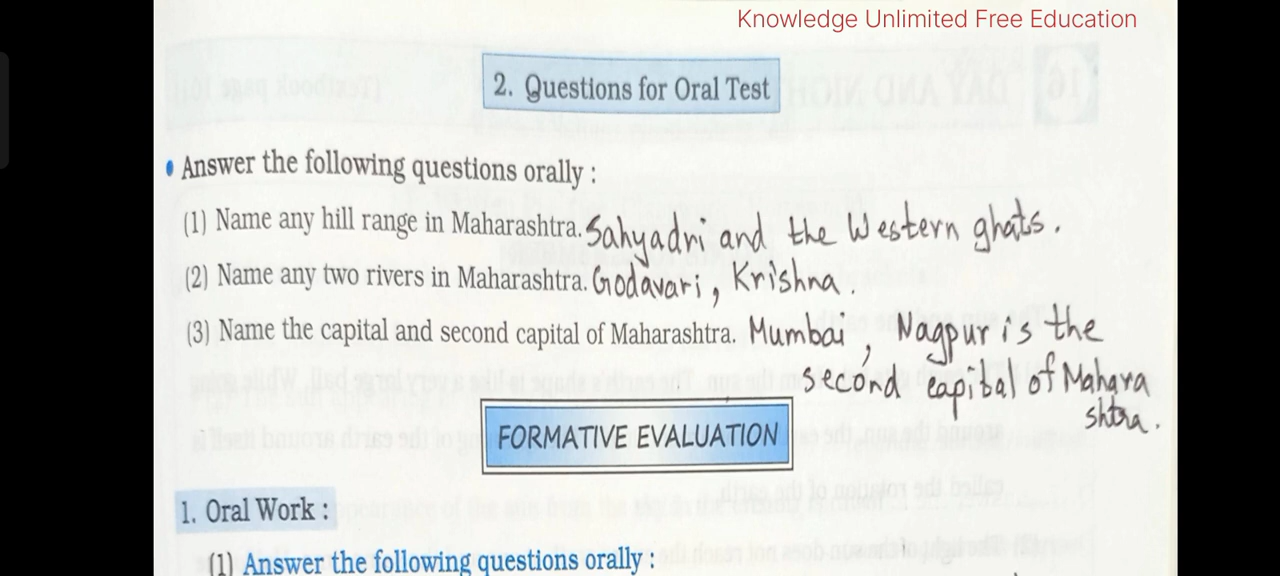 Knowledge Unlimited Free Education
2. Questions for Oral Test
• Answer the following questions orally :
(1) Name any hill range in Maharashtra. Sahyadri and the Western ghats.
(2) Name any two rivers in Maharashtra. Godavari, Krishna.
(3) Name the capital and second capital of Maharashtra. Mumbai, Nagpur is the
second capital of Mahara
shtra.
FORMATIVE EVALUATION
1. Oral Work :
(1) Answer the following questions orally :